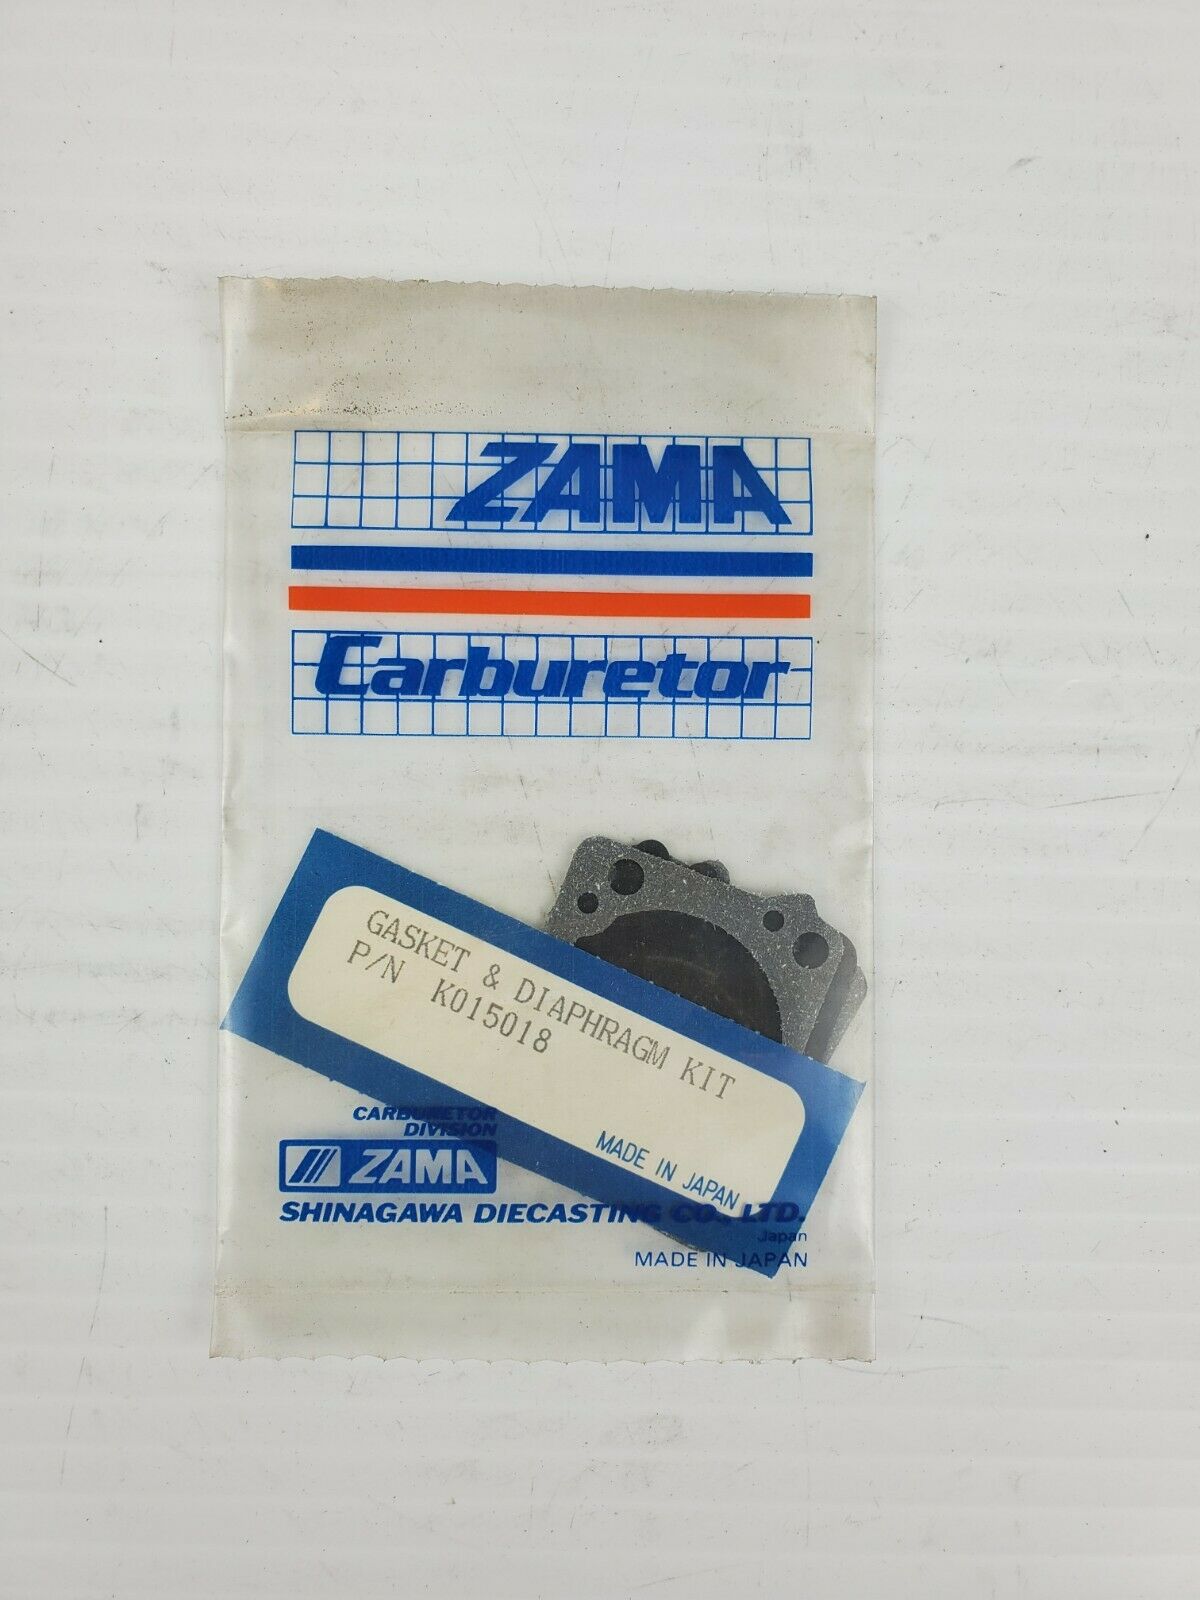 ZAMA
Carburetor
GASKET & DIAPHRAGM KIT
P/N K015018
MADE IN JAPAN
CARBURETOR
DIVISION
ZAMA
SHINAGAWA DIECASTING CO., LTD.
Japan
MADE IN JAPAN